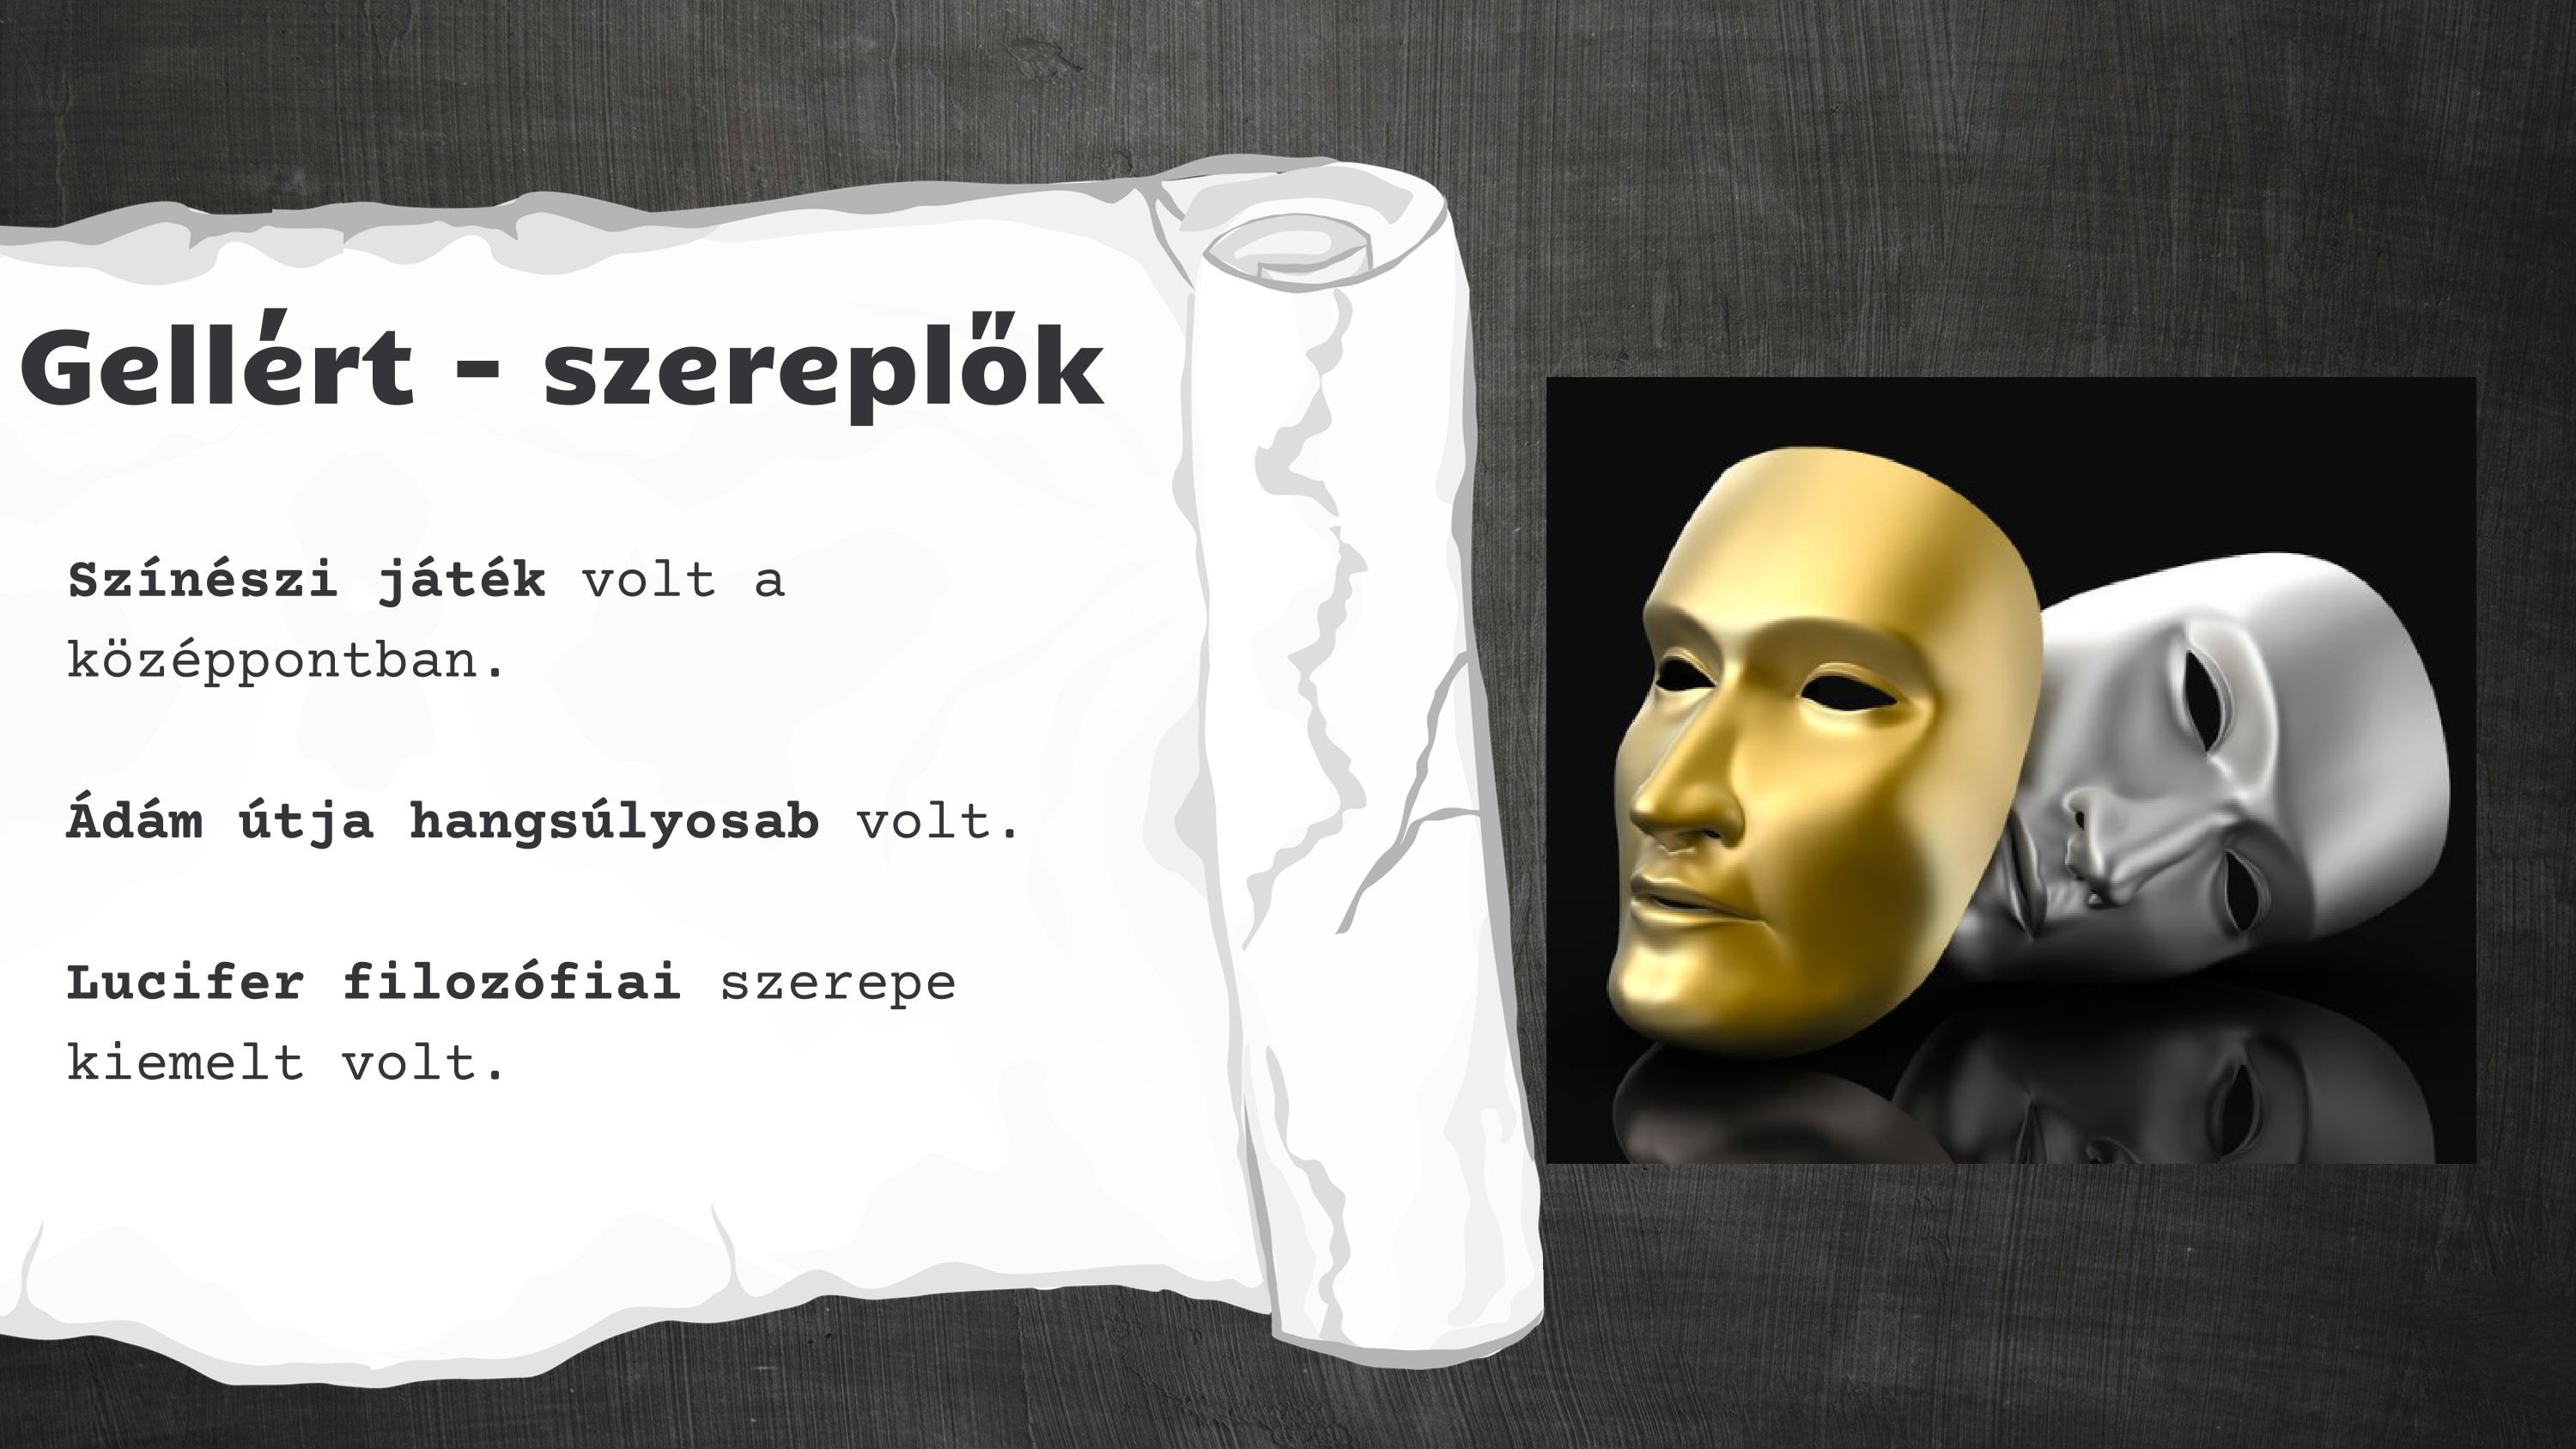 Gellért - szereplők
Színészi játék volt a
középpontban.
Ádám útja hangsúlyosab volt.
Lucifer filozófiai szerepe
kiemelt volt.